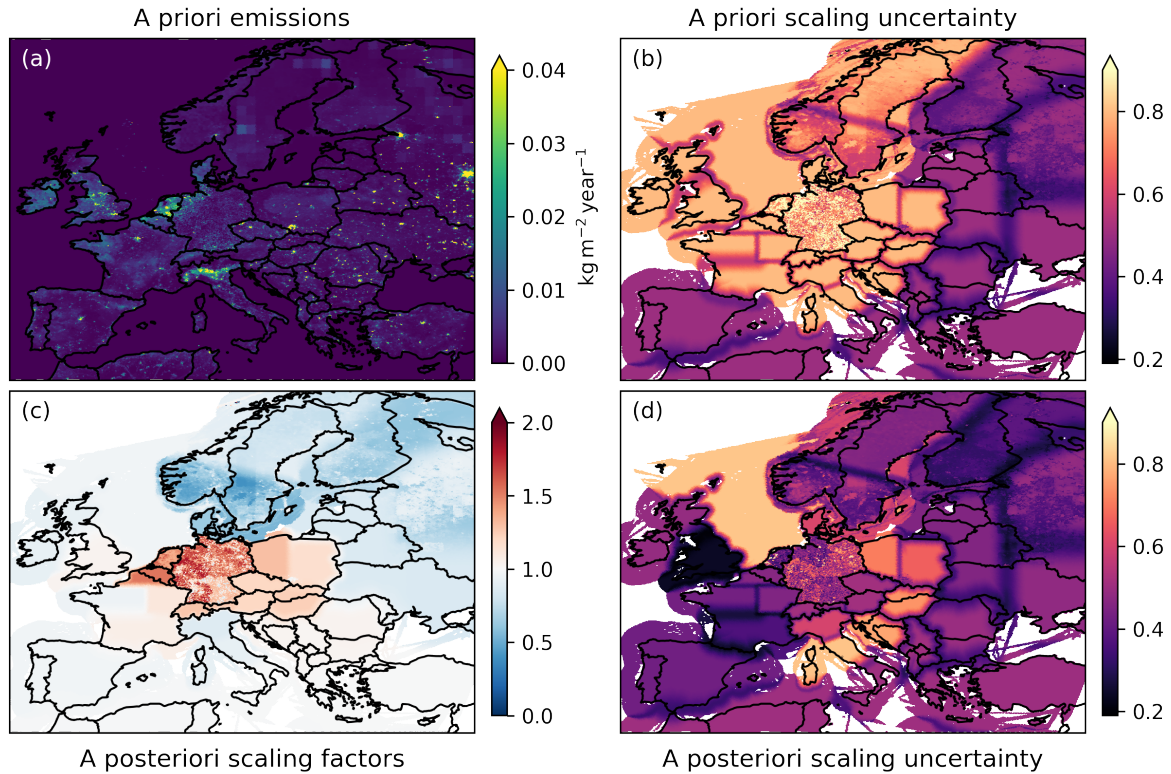 A priori emissions
A priori scaling uncertainty
(a)
0.04
0.03
0.02
0.01
0.00
kg m⁻² year⁻¹
(b)
0.8
0.6
0.4
0.2
(c)
2.0
1.5
1.0
0.5
0.0
(d)
0.8
0.6
0.4
0.2
A posteriori scaling factors
A posteriori scaling uncertainty